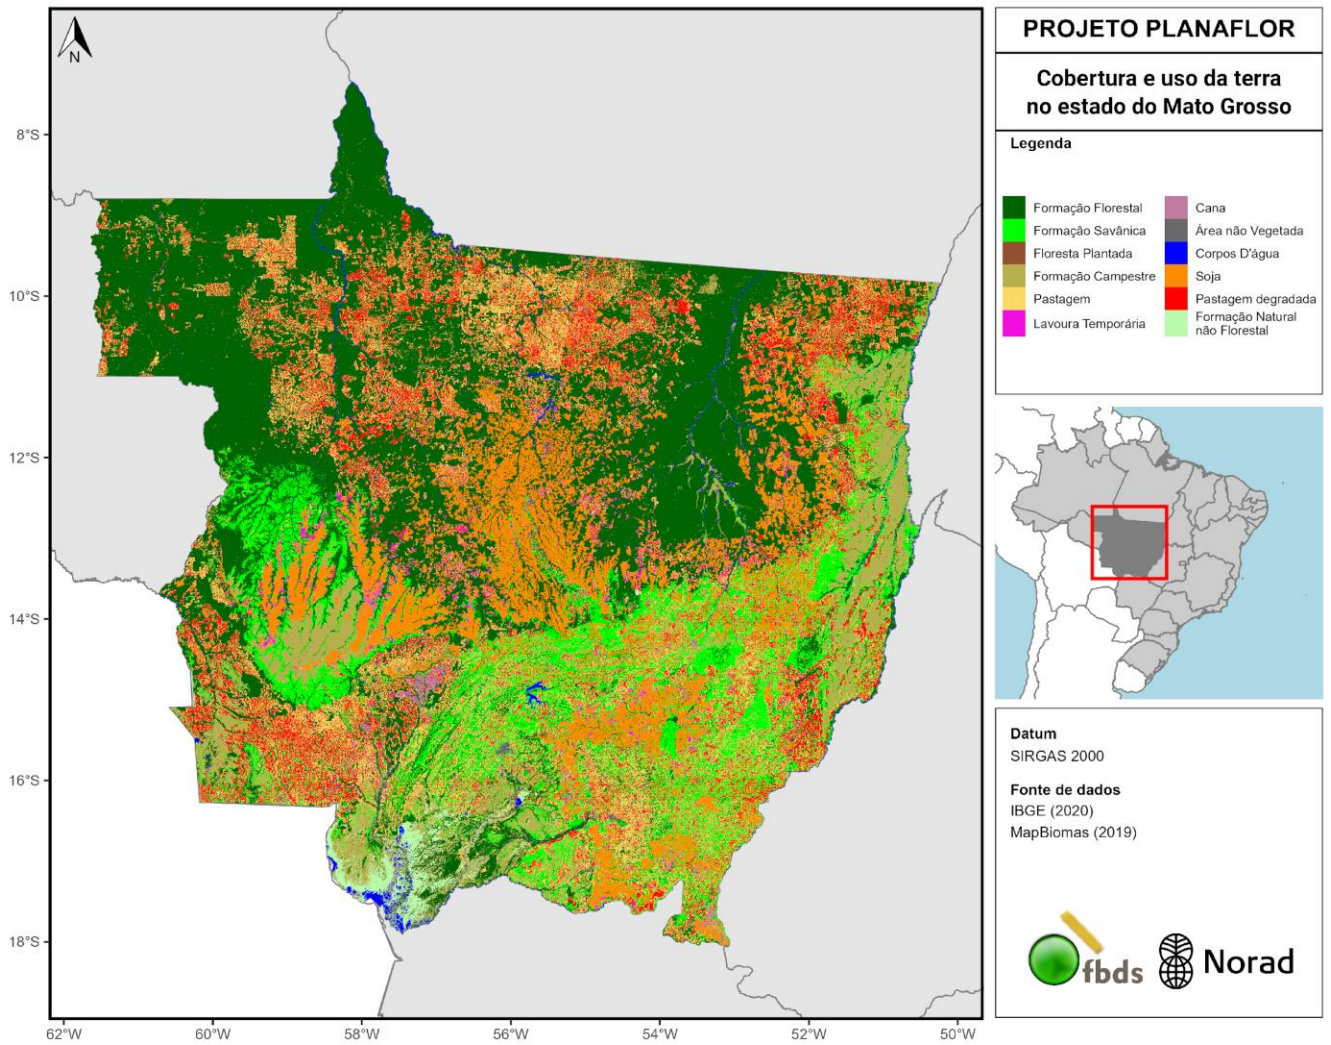 PROJETO PLANAFLOR
Cobertura e uso da terra
no estado do Mato Grosso
Legenda
Formação Florestal
Formação Savânica
Floresta Plantada
Formação Campestre
Pastagem
Lavoura Temporária
Cana
Área não Vegetada
Corpos D'água
Soja
Pastagem degradada
Formação Natural
não Florestal
N
8°S
10°S
12°S
14°S
16°S
18°S
62°W
60°W
58°W
56°W
54°W
52°W
50°W
Datum
SIRGAS 2000
Fonte de dados
IBGE (2020)
MapBiomas (2019)
fbds
Norad